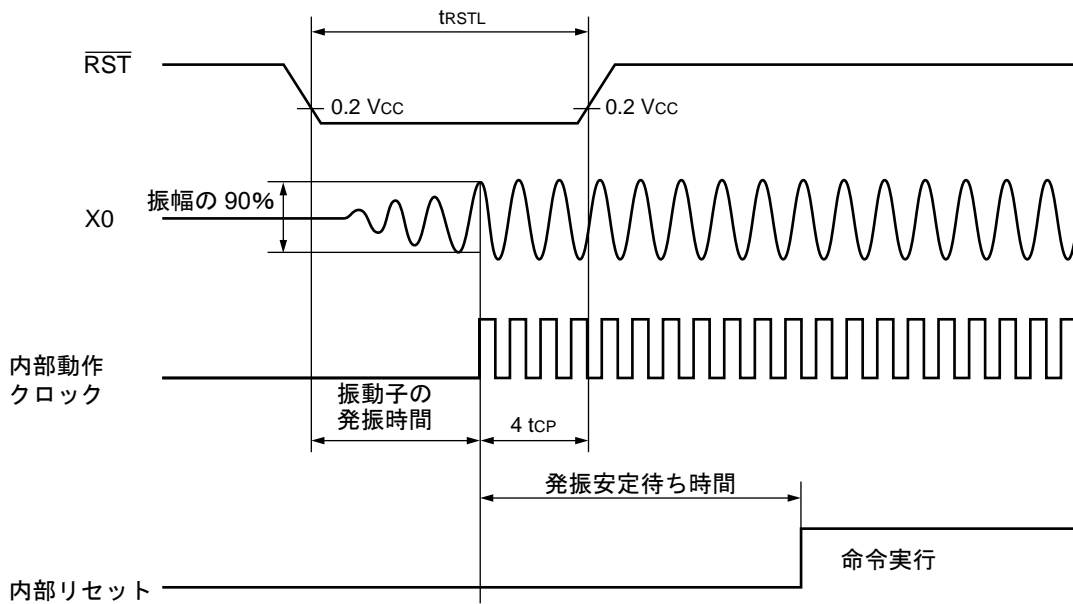 tRSTL
RST
0.2 VCC
0.2 VCC
振幅の 90%
X0
内部動作
クロック
振動子の
発振時間
4 tCP
発振安定待ち時間
命令実行
内部リセット